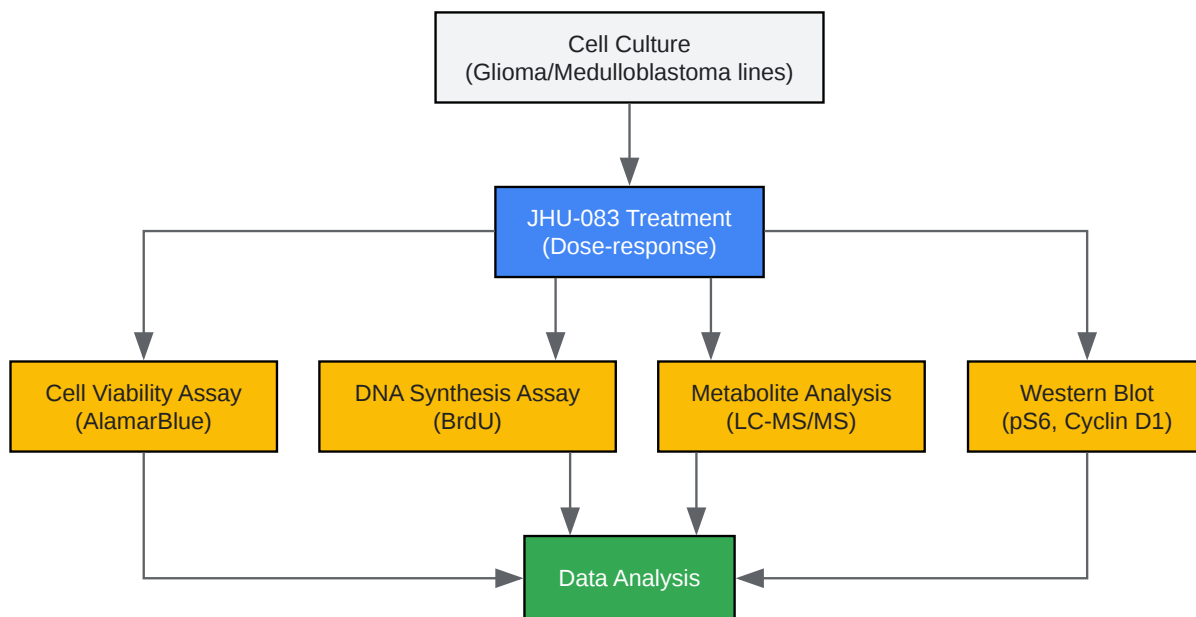 Cell Culture
(Glioma/Medulloblastoma lines)
JHU-083 Treatment
(Dose-response)
Cell Viability Assay
(AlamarBlue)
DNA Synthesis Assay
(BrdU)
Metabolite Analysis
(LC-MS/MS)
Western Blot
(pS6, Cyclin D1)
Data Analysis